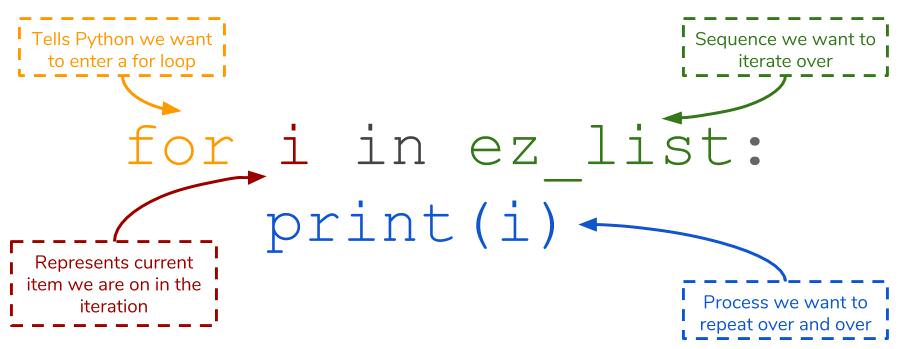 Tells Python we want
to enter a for loop
Sequence we want to
iterate over
for i in ez_list:
print(i)
Represents current
item we are on in the
iteration
Process we want to
repeat over and over